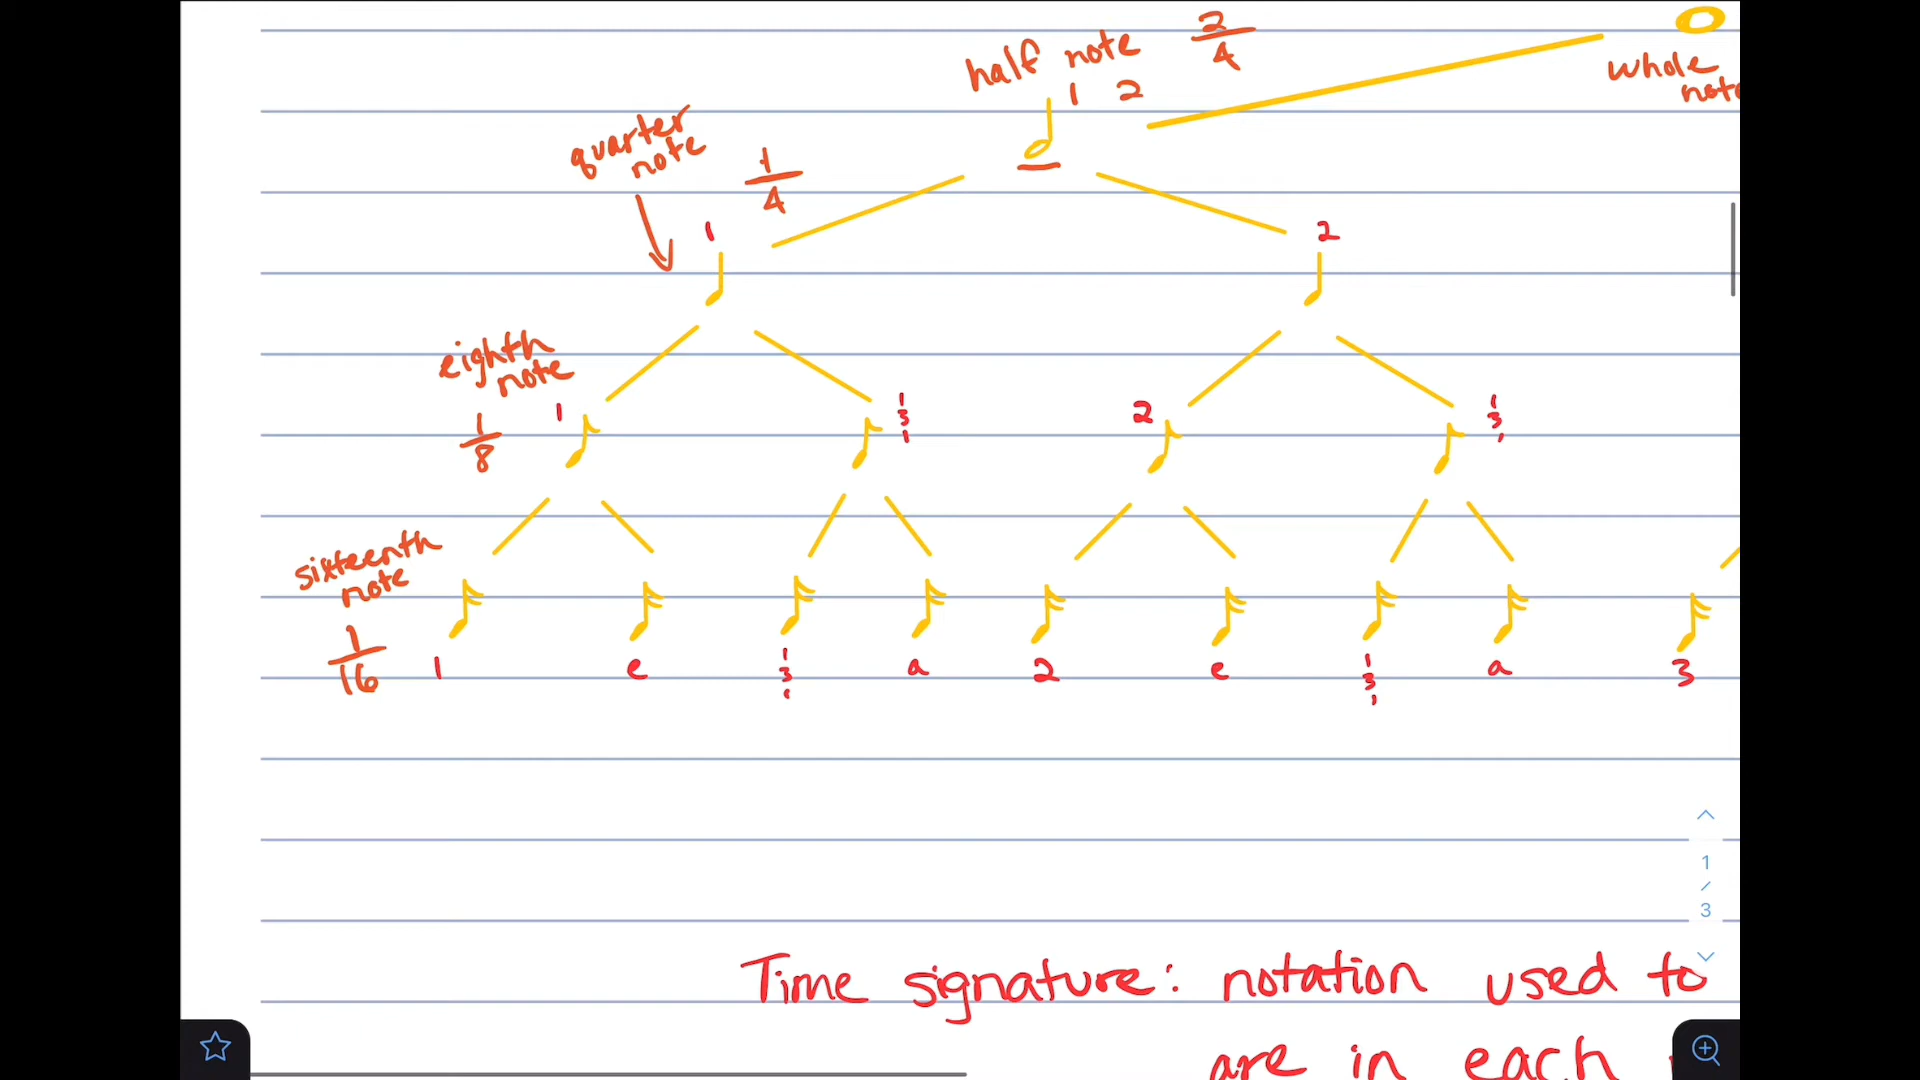 half note 2/4
whole
note
1 2
quarter
note
1/4
1 2
eighth
note
1/8
1 & 2 &
sixteenth
note
1/16
1 e & a 2 e & a 3
1
/
3
Time signature: notation used to
are in each